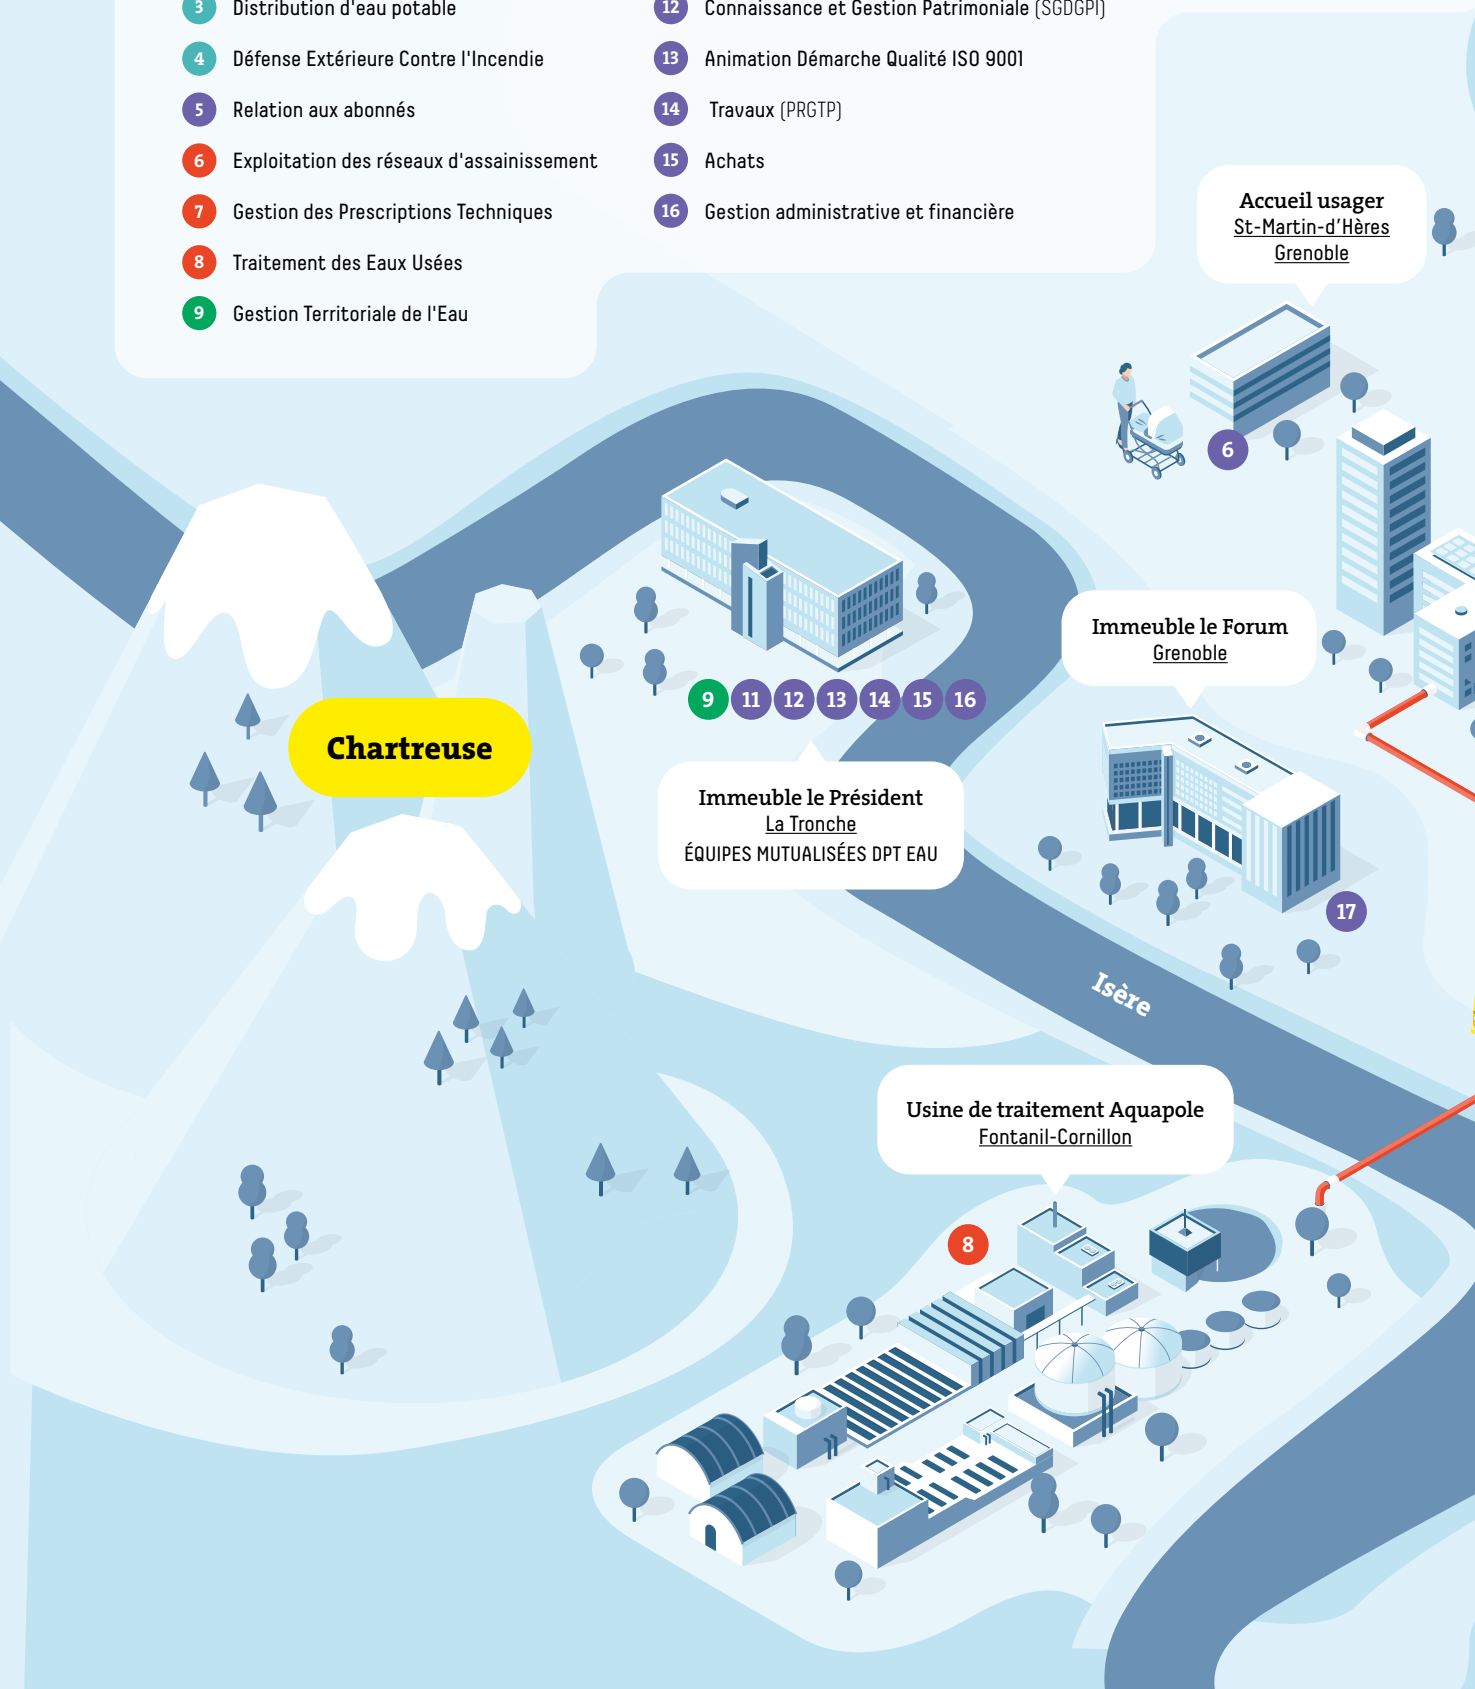 3 Distribution d'eau potable
4 Défense Extérieure Contre l'Incendie
5 Relation aux abonnés
6 Exploitation des réseaux d'assainissement
7 Gestion des Prescriptions Techniques
8 Traitement des Eaux Usées
9 Gestion Territoriale de l'Eau
12 Connaissance et Gestion Patrimoniale (SGDGPI)
13 Animation Démarche Qualité ISO 9001
14 Travaux (PRGTP)
15 Achats
16 Gestion administrative et financière
Accueil usager
St-Martin-d'Hères
Grenoble
6
Immeuble le Forum
Grenoble
9 11 12 13 14 15 16
Chartreuse
Immeuble le Président
La Tronche
ÉQUIPES MUTUALISÉES DPT EAU
17
Isère
Usine de traitement Aquapole
Fontanil-Cornillon
8